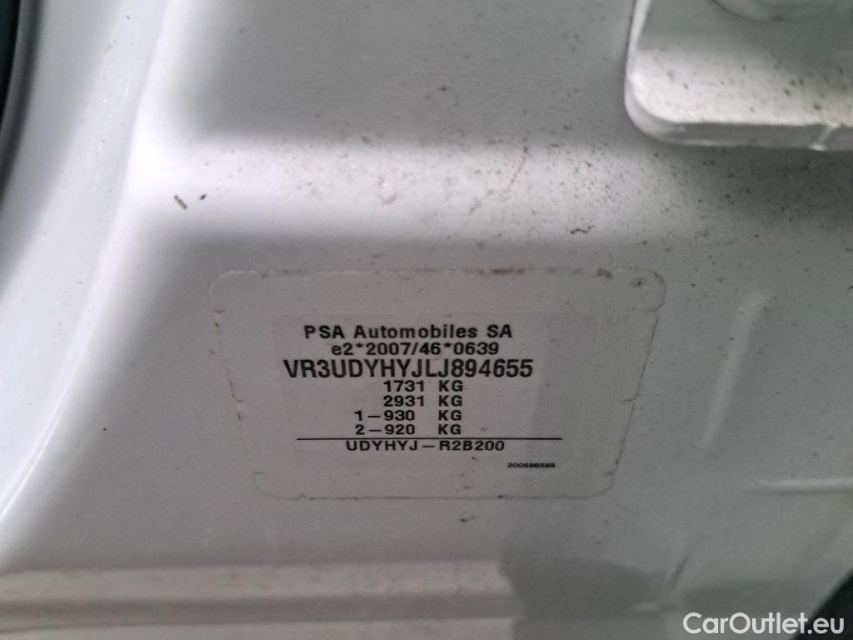 PSA Automobiles SA
e2*2007/46*0639
VR3UDYHYJLJ894655
1731 KG
2931 KG
1-930 KG
2-920 KG
UDYHYJ-R2B200
CarOutlet.eu